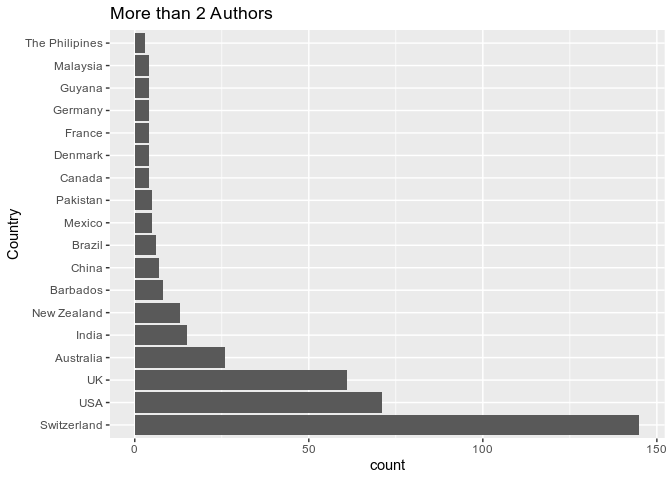 More than 2 Authors
The Philipines
Malaysia
Guyana
Germany
France
Denmark
Canada
Pakistan
Mexico
Brazil
China
Barbados
New Zealand
India
Australia
UK
USA
Switzerland
Country
0 50 100 150
count